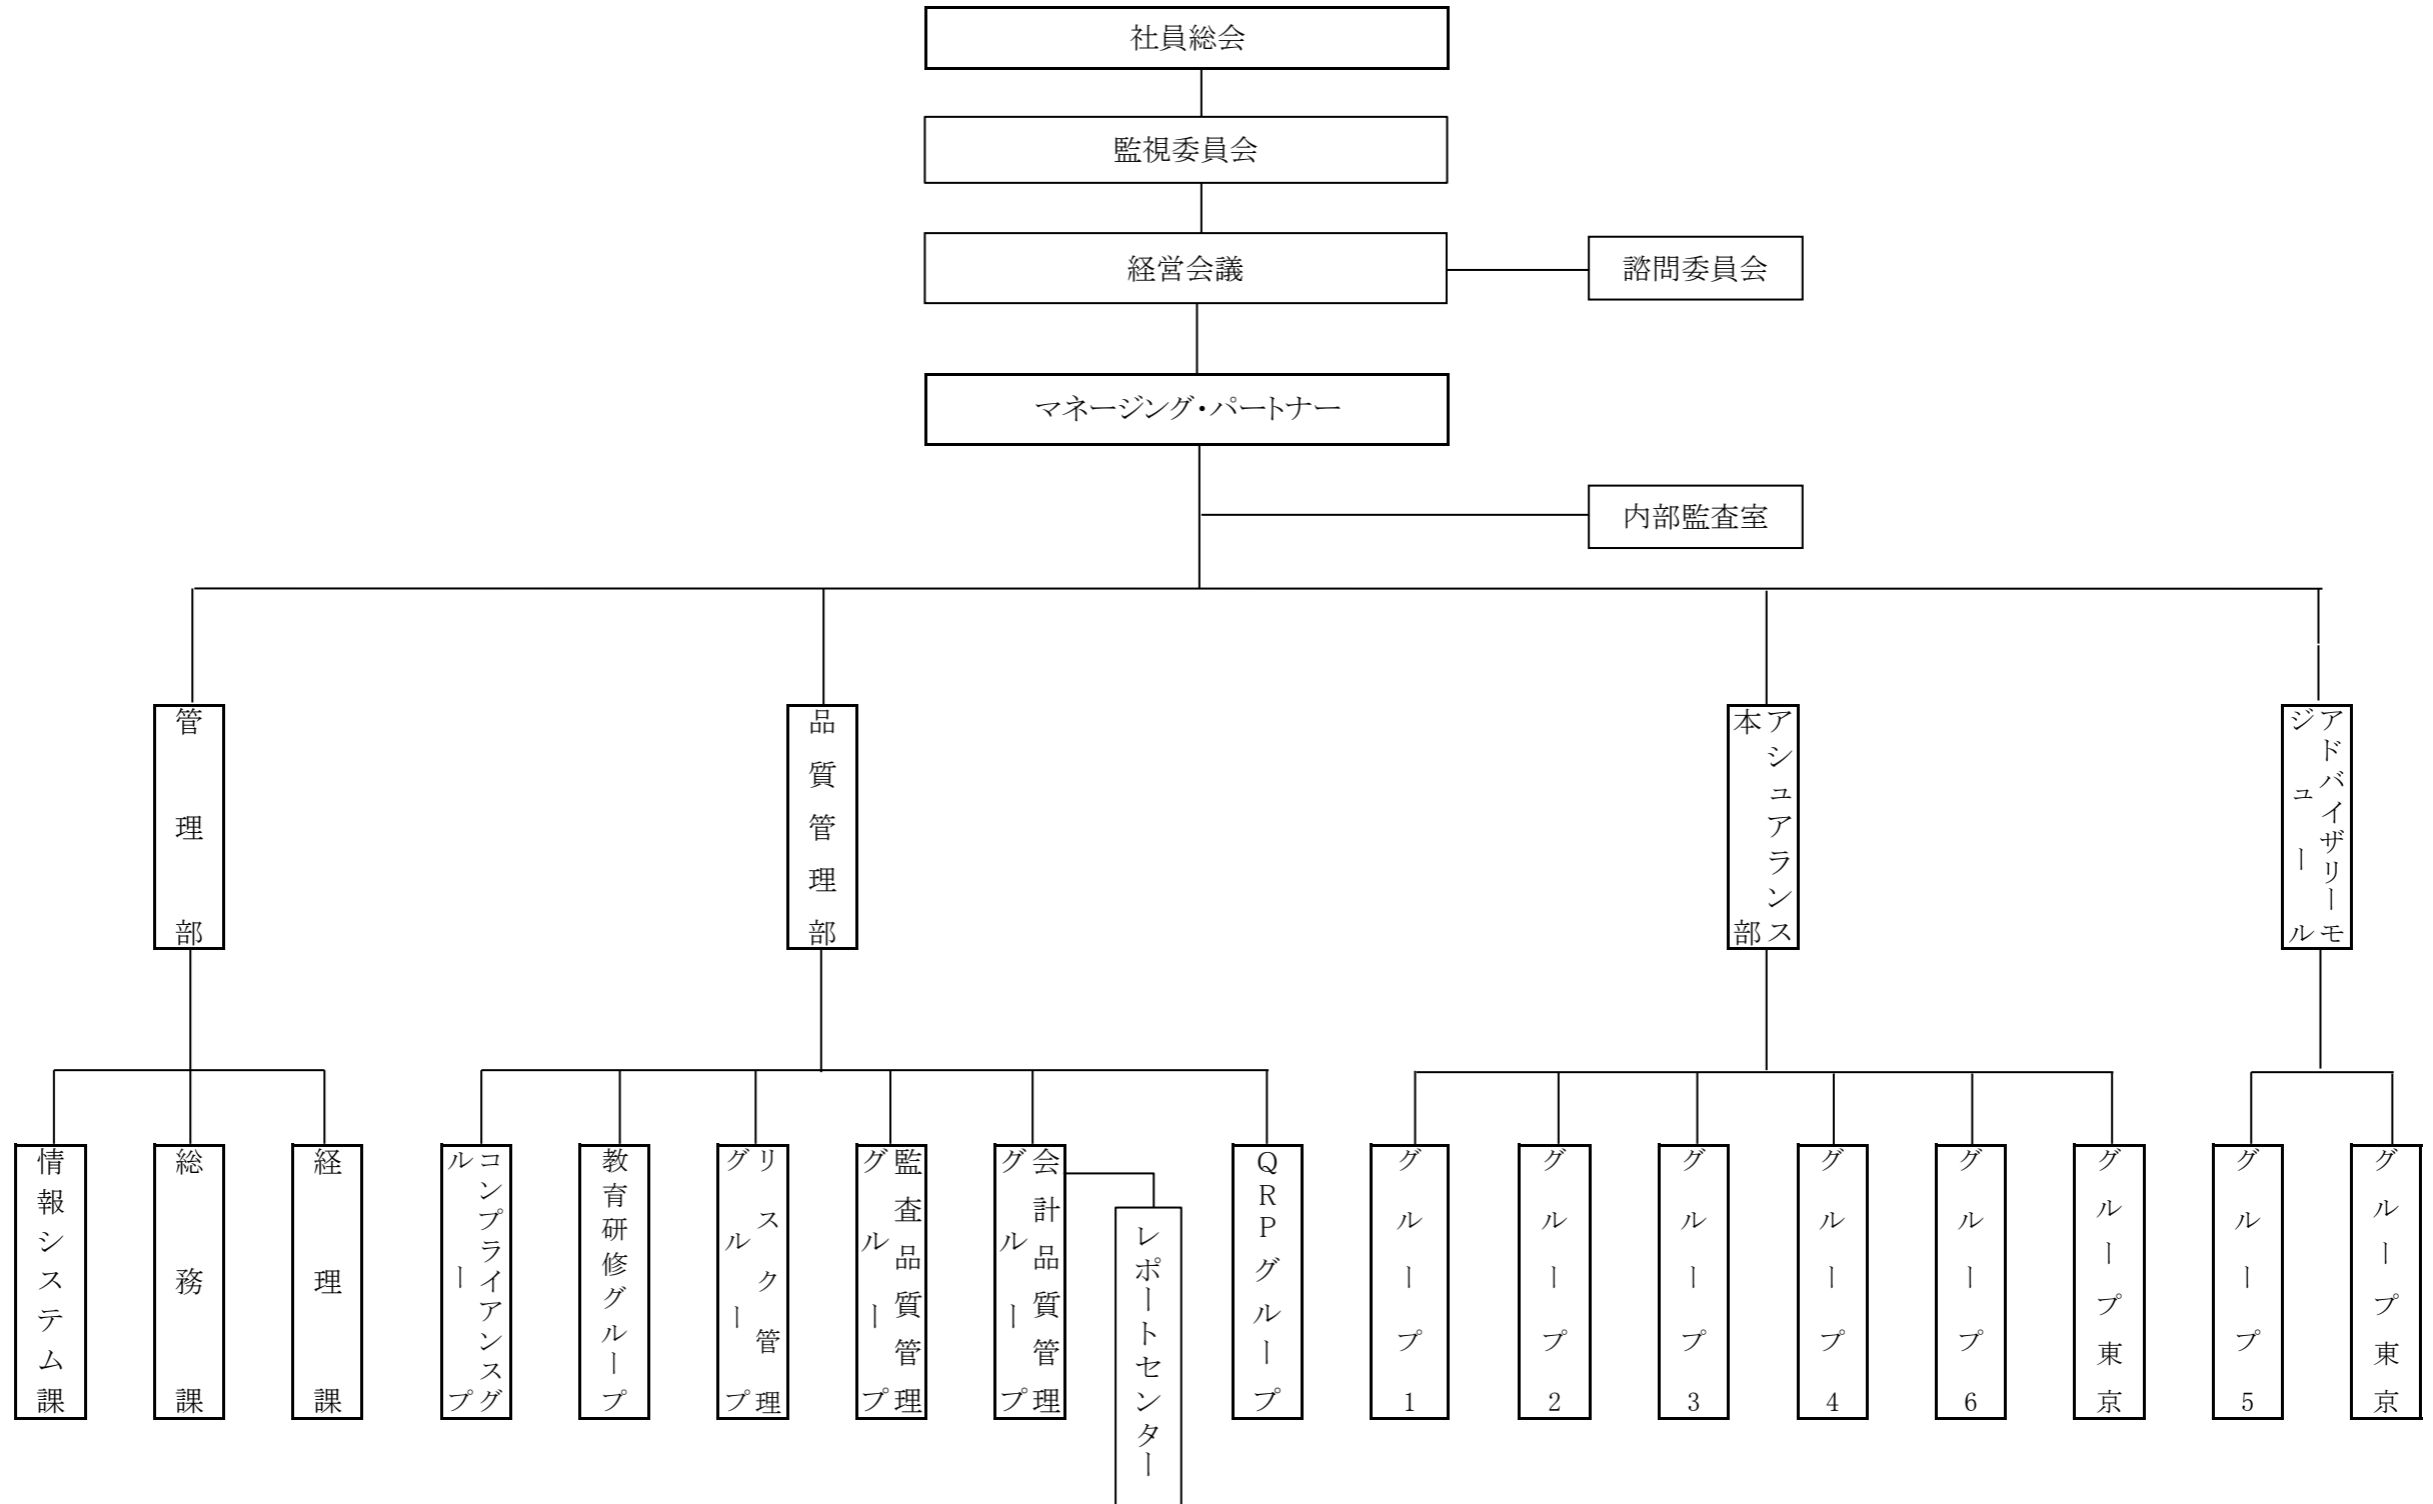 社員総会
監視委員会
経営会議
諮問委員会
マネージング・パートナー
内部監査室
管理部
品質管理部
アシュアランス
本部
アドバイザリーモ
ジュール
情報システム課
総務課
経理課
コンプライアンスグ
ループ
教育研修グループ
リスク管理
グループ
監査品質管理
グループ
会計品質管理
グループ
レポートセンター
QRPグループ
グループ1
グループ2
グループ3
グループ4
グループ6
グループ東京
グループ5
グループ東京